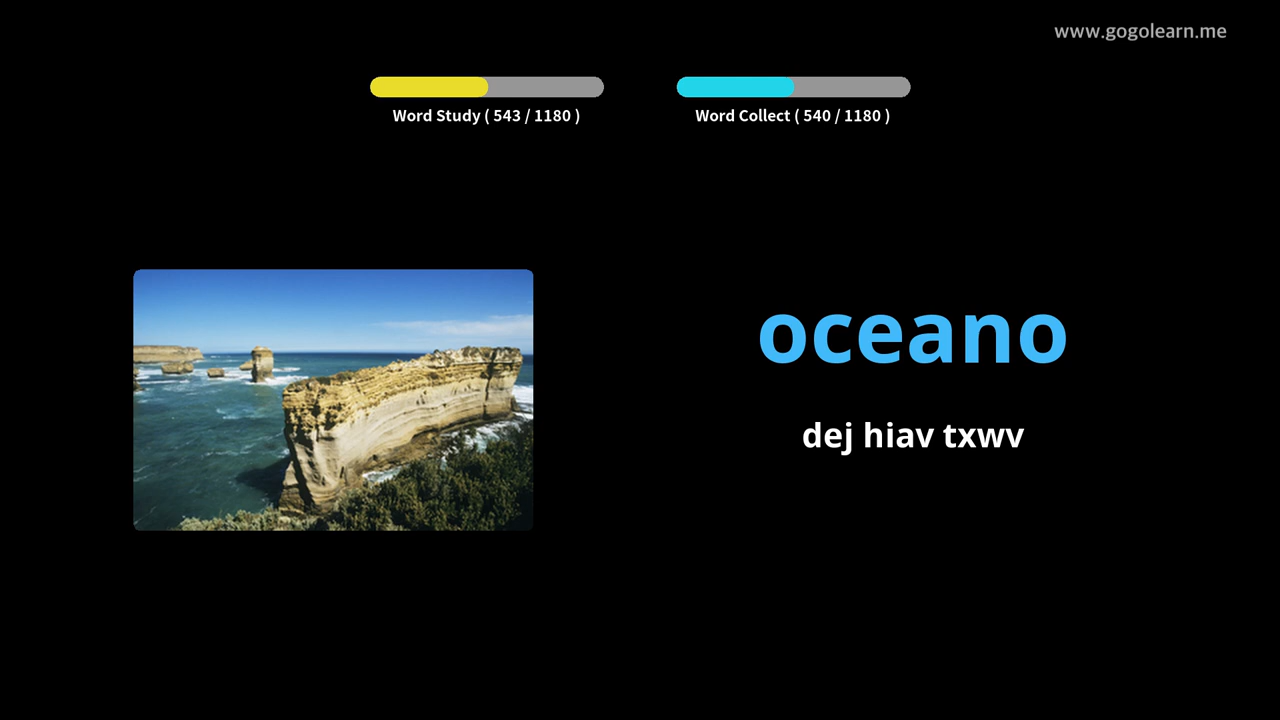 www.gogolearn.me
Word Study ( 543 / 1180 )
Word Collect ( 540 / 1180 )
oceano
dej hiav txwv